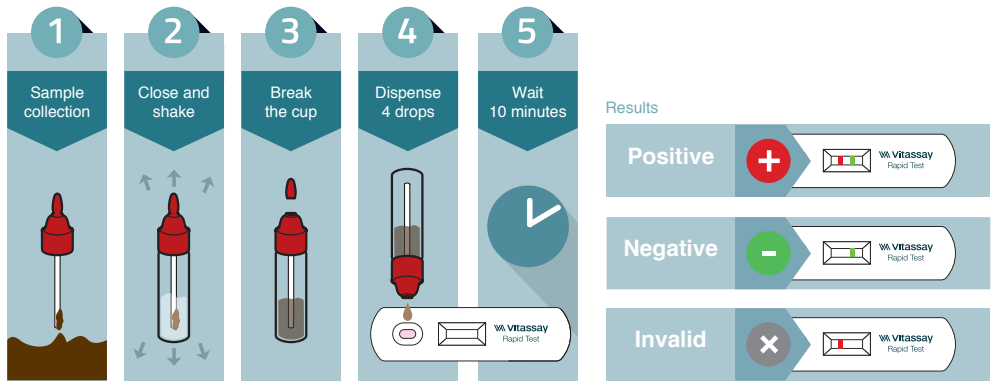 1
Sample
collection
2
Close and
shake
3
Break
the cup
4
Dispense
4 drops
5
Wait
10 minutes
Vitassay
Rapid Test
Results
Positive
+
Vitassay
Rapid Test
Negative
-
Vitassay
Rapid Test
Invalid
×
Vitassay
Rapid Test